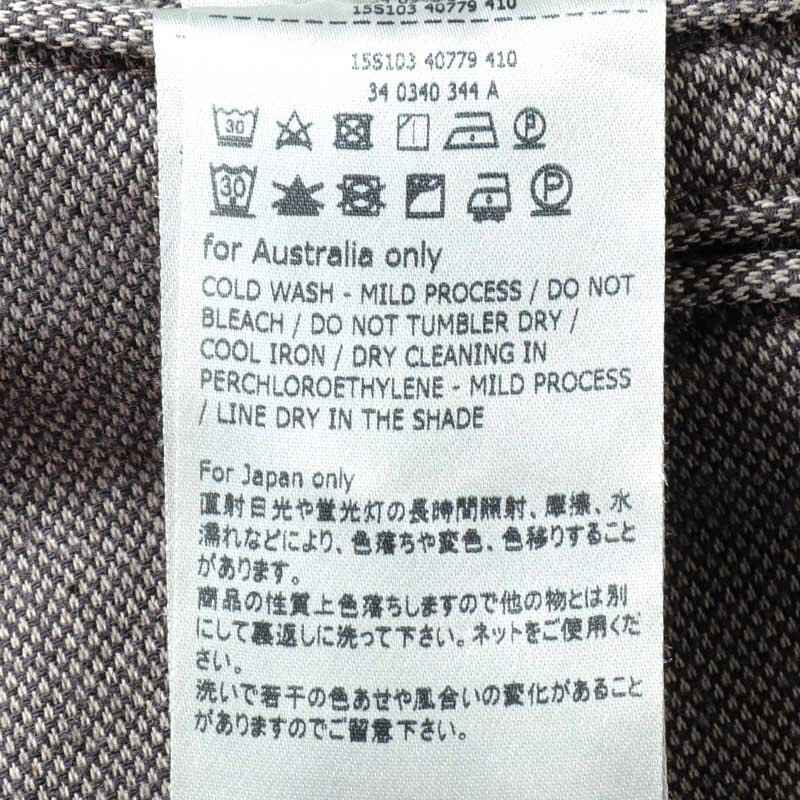 15S103 40779 410
15S103 40779 410
34 0340 344 A
30 P
30 P
for Australia only
COLD WASH - MILD PROCESS / DO NOT
BLEACH / DO NOT TUMBLER DRY /
COOL IRON / DRY CLEANING IN
PERCHLOROETHYLENE - MILD PROCESS
/ LINE DRY IN THE SHADE
For Japan only
直射日光や蛍光灯の長時間照射、摩擦、水
濡れなどにより、色落ちや変色、色移りすること
があります。
商品の性質上色落ちしますので他の物とは別
にして裏返しに洗って下さい。ネットをご使用くだ
さい。
洗いで若干の色あせや風合いの変化があること
がありますのでご留意下さい。